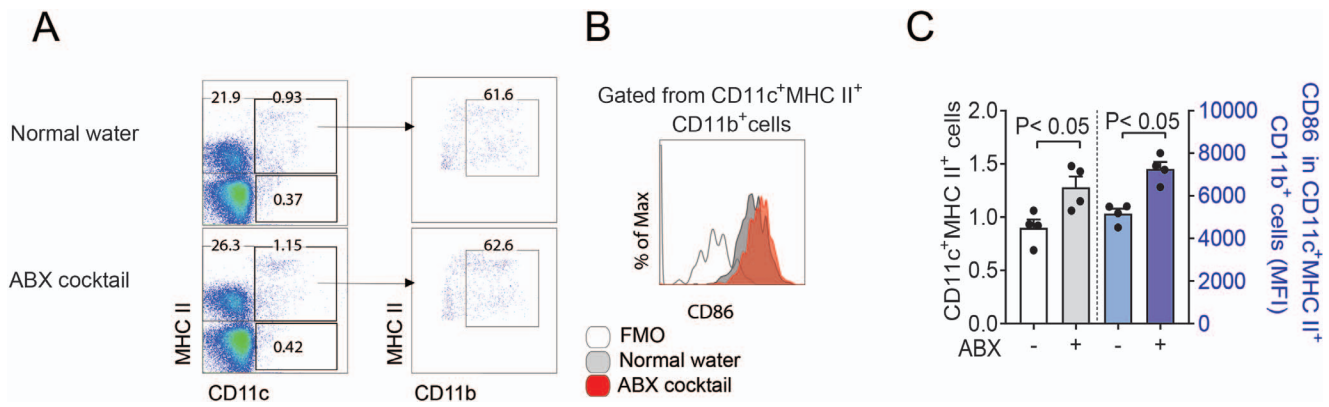 A
B
C
Normal water
ABX cocktail
21.9
0.93
0.37
61.6
26.3
1.15
0.42
62.6
MHC II
CD11c
MHC II
CD11b
Gated from CD11c⁺MHC II⁺
CD11b⁺cells
% of Max
CD86
FMO
Normal water
ABX cocktail
CD11c⁺MHC II⁺ cells
2.0
1.5
1.0
0.5
0.0
P< 0.05
P< 0.05
10000
8000
6000
4000
2000
0
CD86 in CD11c⁺MHC II⁺
CD11b⁺ cells (MFI)
ABX - + - +